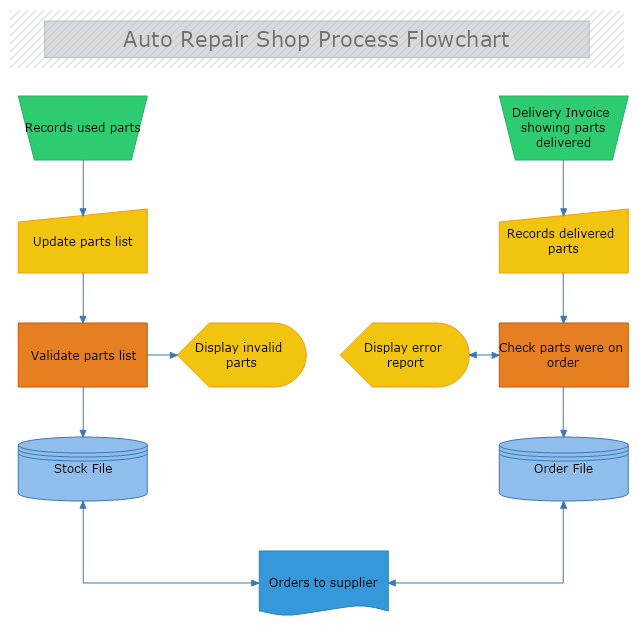 Auto Repair Shop Process Flowchart
Records used parts
Delivery Invoice
showing parts
delivered
Update parts list
Records delivered
parts
Validate parts list
Display invalid
parts
Display error
report
Check parts were on
order
Stock File
Order File
Orders to supplier